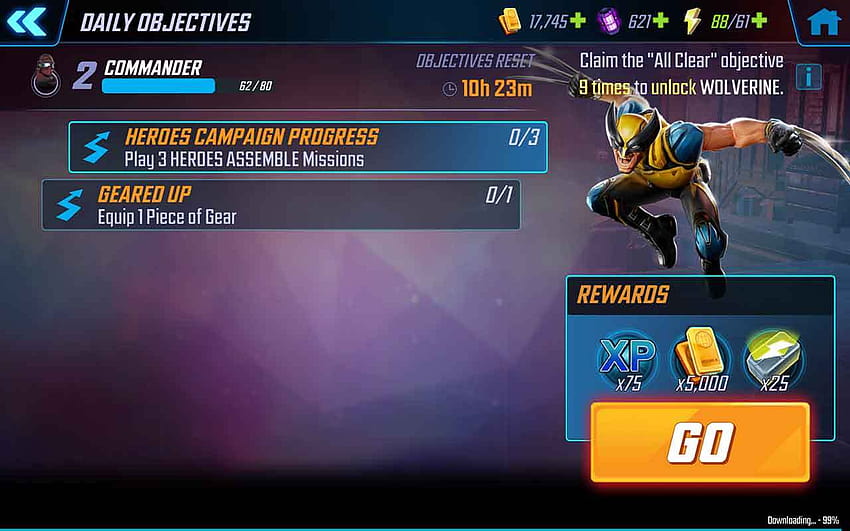 DAILY OBJECTIVES
17,745
621
88/61
2 COMMANDER
62/80
OBJECTIVES RESET
10h 23m
Claim the "All Clear" objective
9 times to unlock WOLVERINE.
i
HEROES CAMPAIGN PROGRESS 0/3
Play 3 HEROES ASSEMBLE Missions
GEARED UP 0/1
Equip 1 Piece of Gear
REWARDS
XP
x75 x5,000 x25
GO
Downloading... - 99%